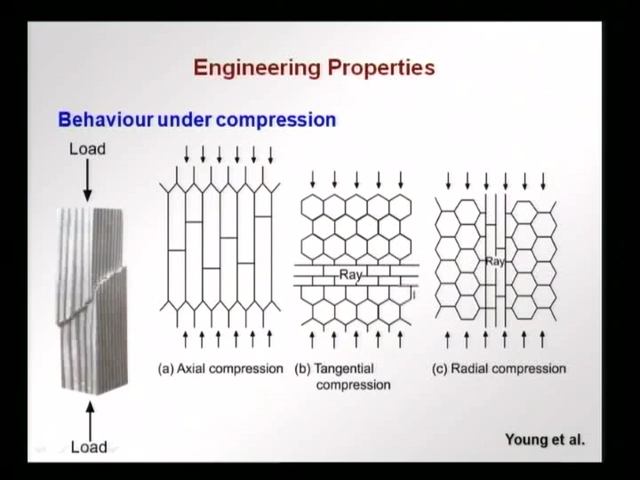 Engineering Properties
Behaviour under compression
Load
Ray
Ray
(a) Axial compression
(b) Tangential
compression
(c) Radial compression
Load
Young et al.